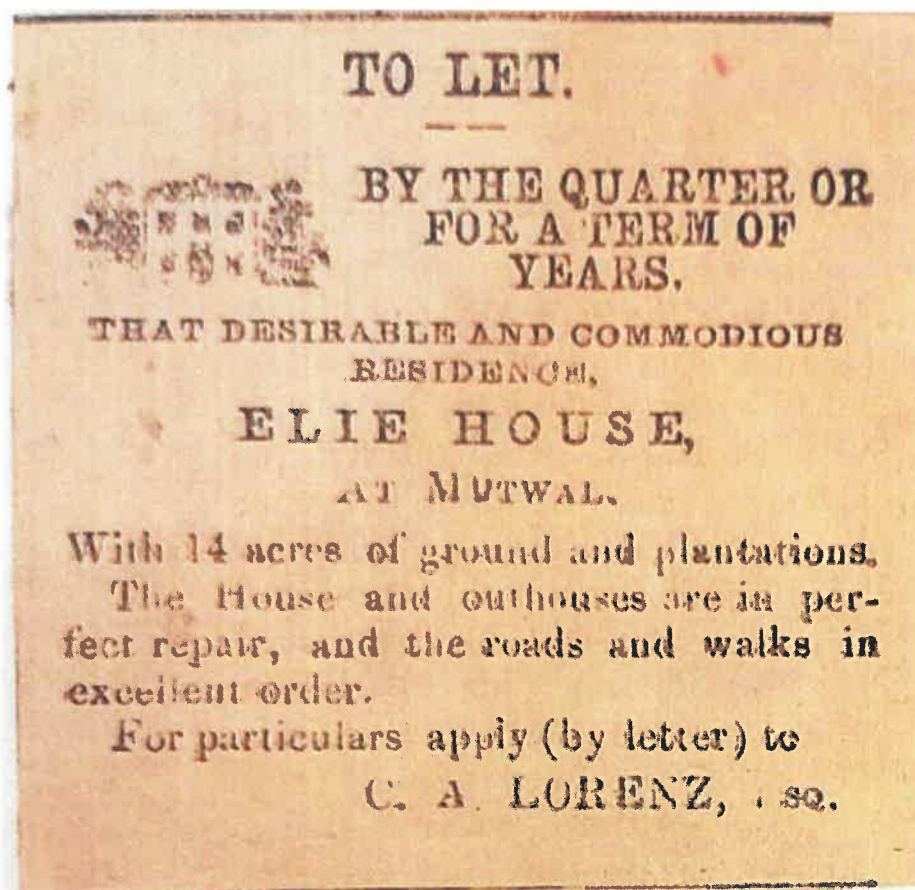 TO LET.
BY THE QUARTER OR
FOR A TERM OF
YEARS.
THAT DESIRABLE AND COMMODIOUS
RESIDENCE,
ELIE HOUSE,
AT MUTWAL.
With 14 acres of ground and plantations.
The House and outhouses are in per-
fect repair, and the roads and walks in
excellent order.
For particulars apply (by letter) to
C. A. LORENZ, Esq.